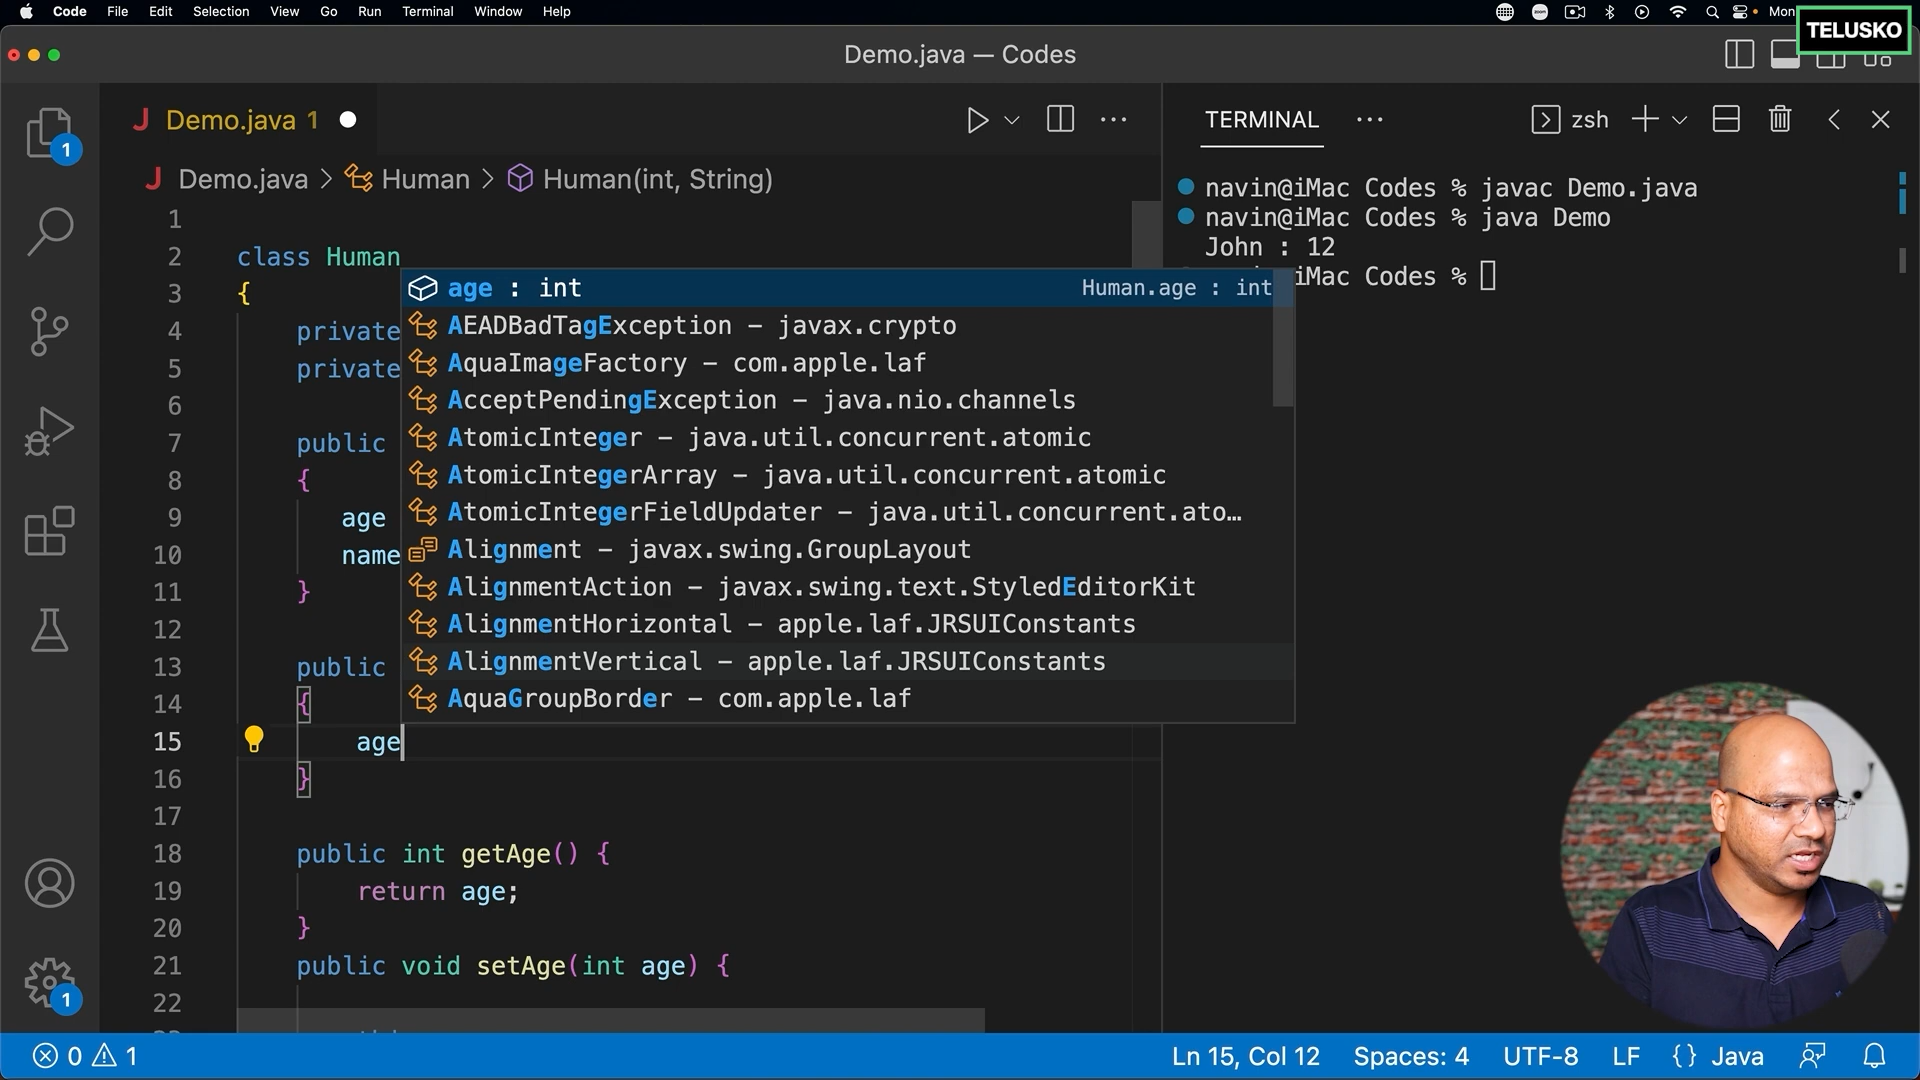 Code File Edit Selection View Go Run Terminal Window Help
zoom
Mon
TELUSKO
Demo.java — Codes
J Demo.java 1
TERMINAL
zsh
1
J Demo.java > Human > Human(int, String)
1
2 class Human
3 {
4 private
5 private
6
7 public
8 {
9 age
10 name
11 }
12
13 public
14 {
15 age
16 }
17
18 public int getAge() {
19 return age;
20 }
21 public void setAge(int age) {
22
age : int Human.age : int
AEADBadTagException – javax.crypto
AquaImageFactory – com.apple.laf
AcceptPendingException – java.nio.channels
AtomicInteger – java.util.concurrent.atomic
AtomicIntegerArray – java.util.concurrent.atomic
AtomicIntegerFieldUpdater – java.util.concurrent.ato…
Alignment – javax.swing.GroupLayout
AlignmentAction – javax.swing.text.StyledEditorKit
AlignmentHorizontal – apple.laf.JRSUIConstants
AlignmentVertical – apple.laf.JRSUIConstants
AquaGroupBorder – com.apple.laf
navin@iMac Codes % javac Demo.java
navin@iMac Codes % java Demo
John : 12
iMac Codes %
1
0 1
Ln 15, Col 12 Spaces: 4 UTF-8 LF {} Java